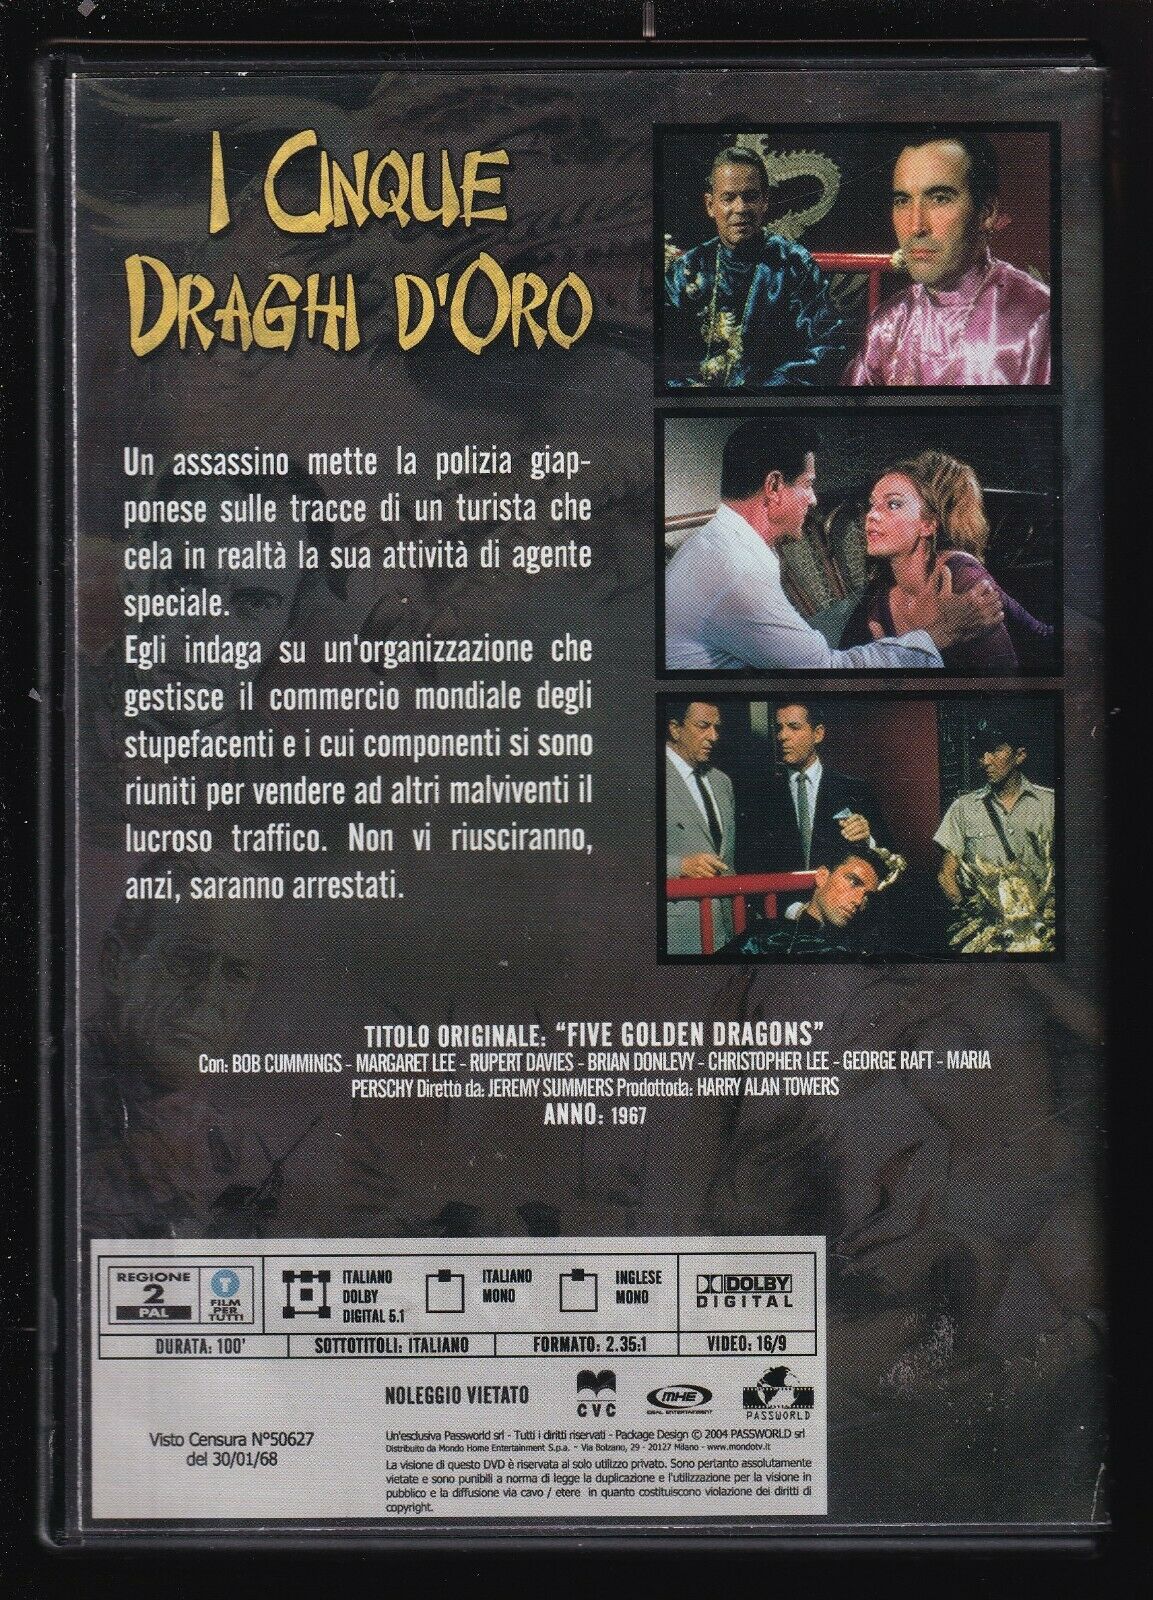 I CINQUE
DRAGHI D'ORO
Un assassino mette la polizia giap-
ponese sulle tracce di un turista che
cela in realtà la sua attività di agente
speciale.
Egli indaga su un'organizzazione che
gestisce il commercio mondiale degli
stupefacenti e i cui componenti si sono
riuniti per vendere ad altri malviventi il
lucroso traffico. Non vi riusciranno,
anzi, saranno arrestati.
TITOLO ORIGINALE: “FIVE GOLDEN DRAGONS”
Con: BOB CUMMINGS - MARGARET LEE - RUPERT DAVIES - BRIAN DONLEVY - CHRISTOPHER LEE - GEORGE RAFT - MARIA
PERSCHY Diretto da: JEREMY SUMMERS Prodottoda: HARRY ALAN TOWERS
ANNO: 1967
REGIONE
2
PAL
T
FILM
PER
TUTTI
ITALIANO
DOLBY
DIGITAL 5.1
ITALIANO
MONO
INGLESE
MONO
DOLBY
DIGITAL
DURATA: 100'
SOTTOTITOLI: ITALIANO
FORMATO: 2.35:1
VIDEO: 16/9
NOLEGGIO VIETATO
CVC
MHE
IDEAL ENTERTAINMENT
PASSWORLD
Visto Censura N°50627
del 30/01/68
Un'esclusiva Passworld srl - Tutti i diritti riservati - Package Design © 2004 PASSWORLD srl
Distribuito da Mondo Home Entertainment S.p.a. - Via Bolzano, 29 - 20127 Milano - www.mondotv.it
La visione di questo DVD è riservata al solo utilizzo privato. Sono pertanto assolutamente
vietate e sono punibili a norma di legge la duplicazione e l'utilizzazione per la visione in
pubblico e la diffusione via cavo / etere in quanto costituiscono violazione dei diritti di
copyright.